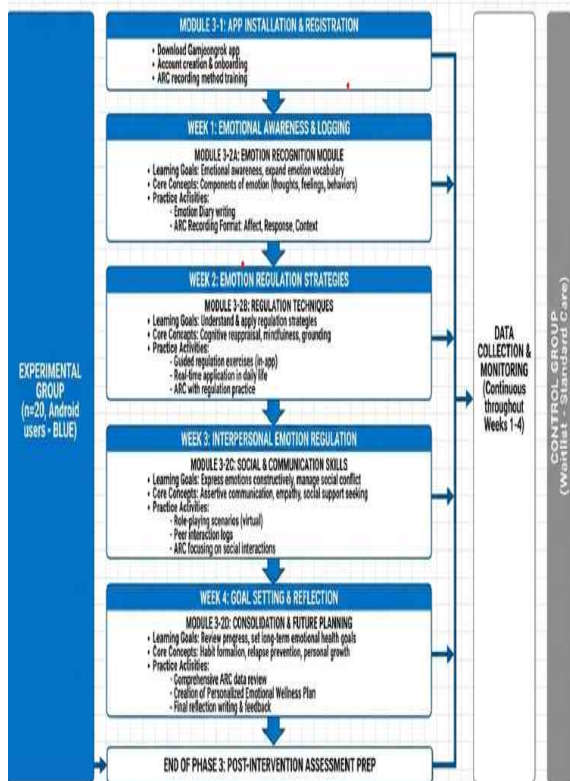 MODULE 3-1: APP INSTALLATION & REGISTRATION
• Download Gamjeongrok app
• Account creation & onboarding
• ARC recording method training
WEEK 1: EMOTIONAL AWARENESS & LOGGING
MODULE 3-2A: EMOTION RECOGNITION MODULE
• Learning Goals: Emotional awareness, expand emotion vocabulary
• Core Concepts: Components of emotion (thoughts, feelings, behaviors)
• Practice Activities:
- Emotion Diary writing
- ARC Recording Format: Affect, Response, Context
WEEK 2: EMOTION REGULATION STRATEGIES
MODULE 3-2B: REGULATION TECHNIQUES
• Learning Goals: Understand & apply regulation strategies
• Core Concepts: Cognitive reappraisal, mindfulness, grounding
• Practice Activities:
- Guided regulation exercises (in-app)
- Real-time application in daily life
- ARC with regulation practice
WEEK 3: INTERPERSONAL EMOTION REGULATION
MODULE 3-2C: SOCIAL & COMMUNICATION SKILLS
• Learning Goals: Express emotions constructively, manage social conflict
• Core Concepts: Assertive communication, empathy, social support seeking
• Practice Activities:
- Role-playing scenarios (virtual)
- Peer interaction logs
- ARC focusing on social interactions
WEEK 4: GOAL SETTING & REFLECTION
MODULE 3-2D: CONSOLIDATION & FUTURE PLANNING
• Learning Goals: Review progress, set long-term emotional health goals
• Core Concepts: Habit formation, relapse prevention, personal growth
• Practice Activities:
- Comprehensive ARC data review
- Creation of Personalized Emotional Wellness Plan
- Final reflection writing & feedback
END OF PHASE 3: POST-INTERVENTION ASSESSMENT PREP
EXPERIMENTAL
GROUP
(n=20, Android
users - BLUE)
DATA
COLLECTION &
MONITORING
(Continuous
throughout
Weeks 1-4)
CONTROL GROUP
(Waitlist - Standard Care)